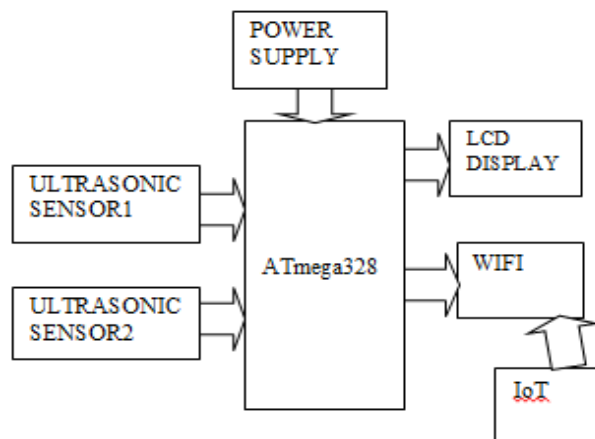 POWER
SUPPLY
LCD
DISPLAY
ULTRASONIC
SENSOR1
ATmega328
WIFI
ULTRASONIC
SENSOR2
IoT